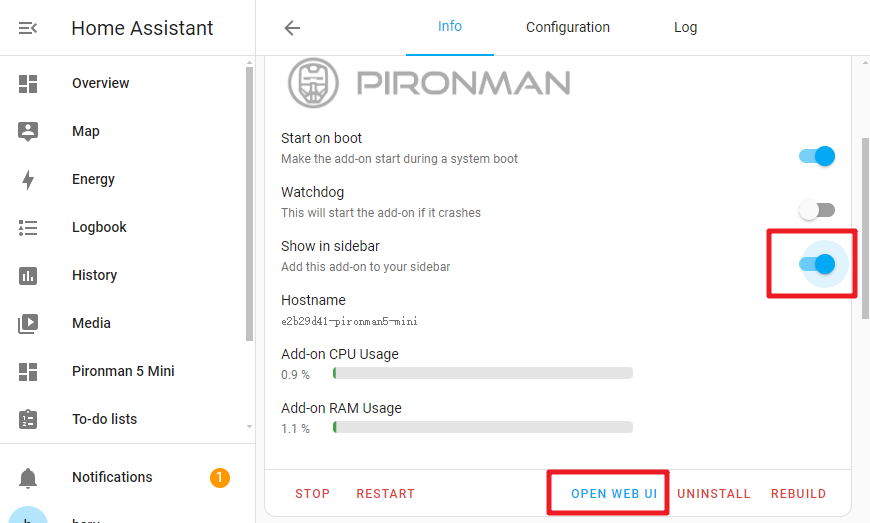 Home Assistant
Overview
Map
Energy
Logbook
History
Media
Pironman 5 Mini
To-do lists
Notifications
1
Info
Configuration
Log
PIRONMAN
Start on boot
Make the add-on start during a system boot
Watchdog
This will start the add-on if it crashes
Show in sidebar
Add this add-on to your sidebar
Hostname
e2b29d41-pironman5-mini
Add-on CPU Usage
0.9 %
Add-on RAM Usage
1.1 %
STOP RESTART OPEN WEB UI UNINSTALL REBUILD